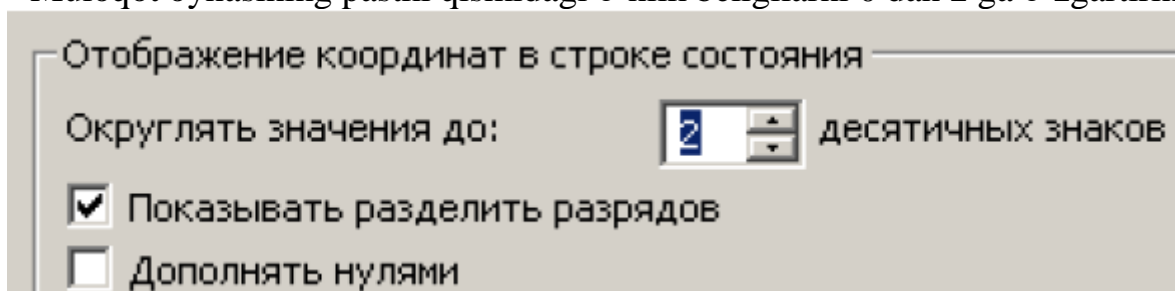 Отображение координат в строке состояния
Округлять значения до: 2 десятичных знаков
Показывать разделить разрядов
Дополнять нулями